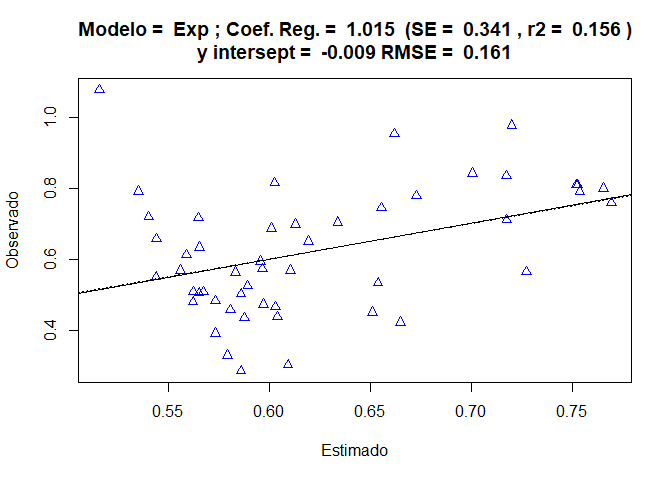 Modelo = Exp ; Coef. Reg. = 1.015 (SE = 0.341 , r2 = 0.156 )
y intersept = -0.009 RMSE = 0.161
1.0
0.8
0.6
0.4
Observado
0.55 0.60 0.65 0.70 0.75
Estimado